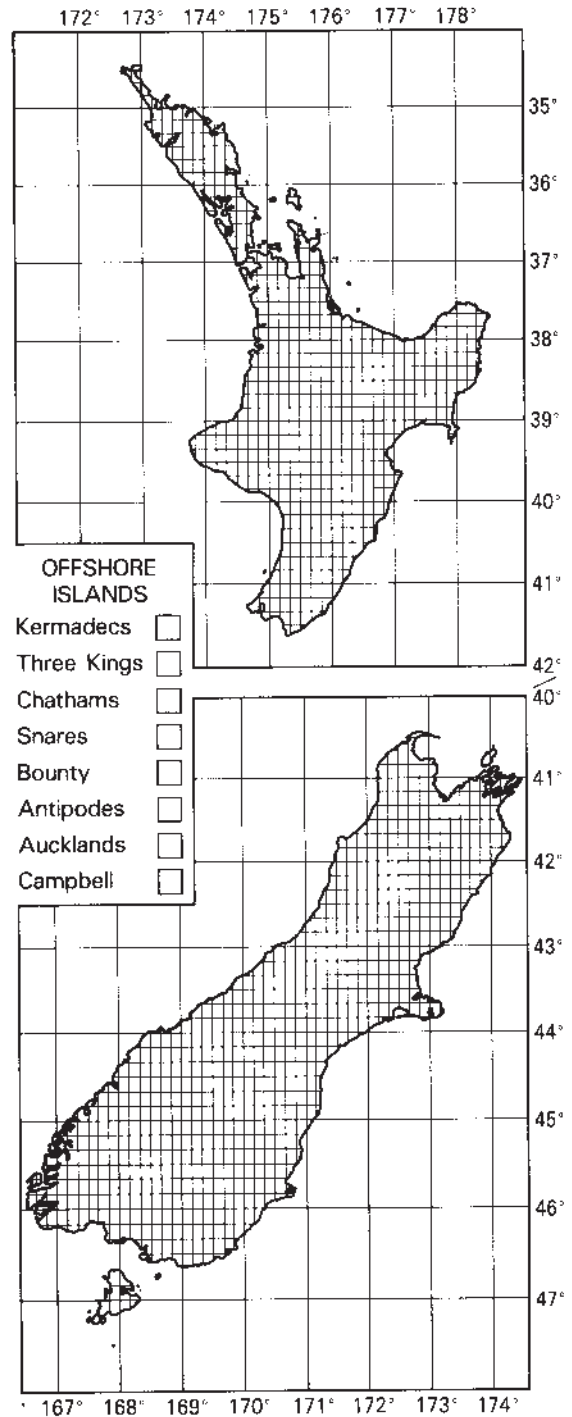 172° 173° 174° 175° 176° 177° 178°
35°
36°
37°
38°
39°
40°
41°
42°
OFFSHORE
ISLANDS
Kermadecs
Three Kings
Chathams
Snares
Bounty
Antipodes
Aucklands
Campbell
40°
41°
42°
43°
44°
45°
46°
47°
167° 168° 169° 170° 171° 172° 173° 174°